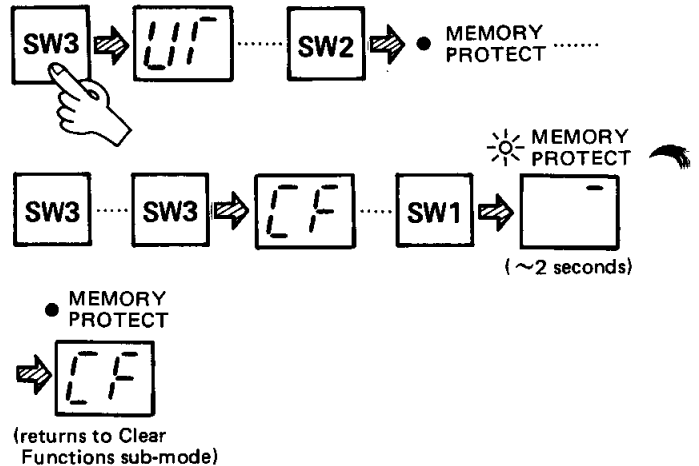 SW3 UT ...... SW2 ● MEMORY
PROTECT ......
MEMORY
PROTECT
SW3 ..... SW3 CF ..... SW1 –
(~2 seconds)
● MEMORY
PROTECT
CF
(returns to Clear
Functions sub-mode)